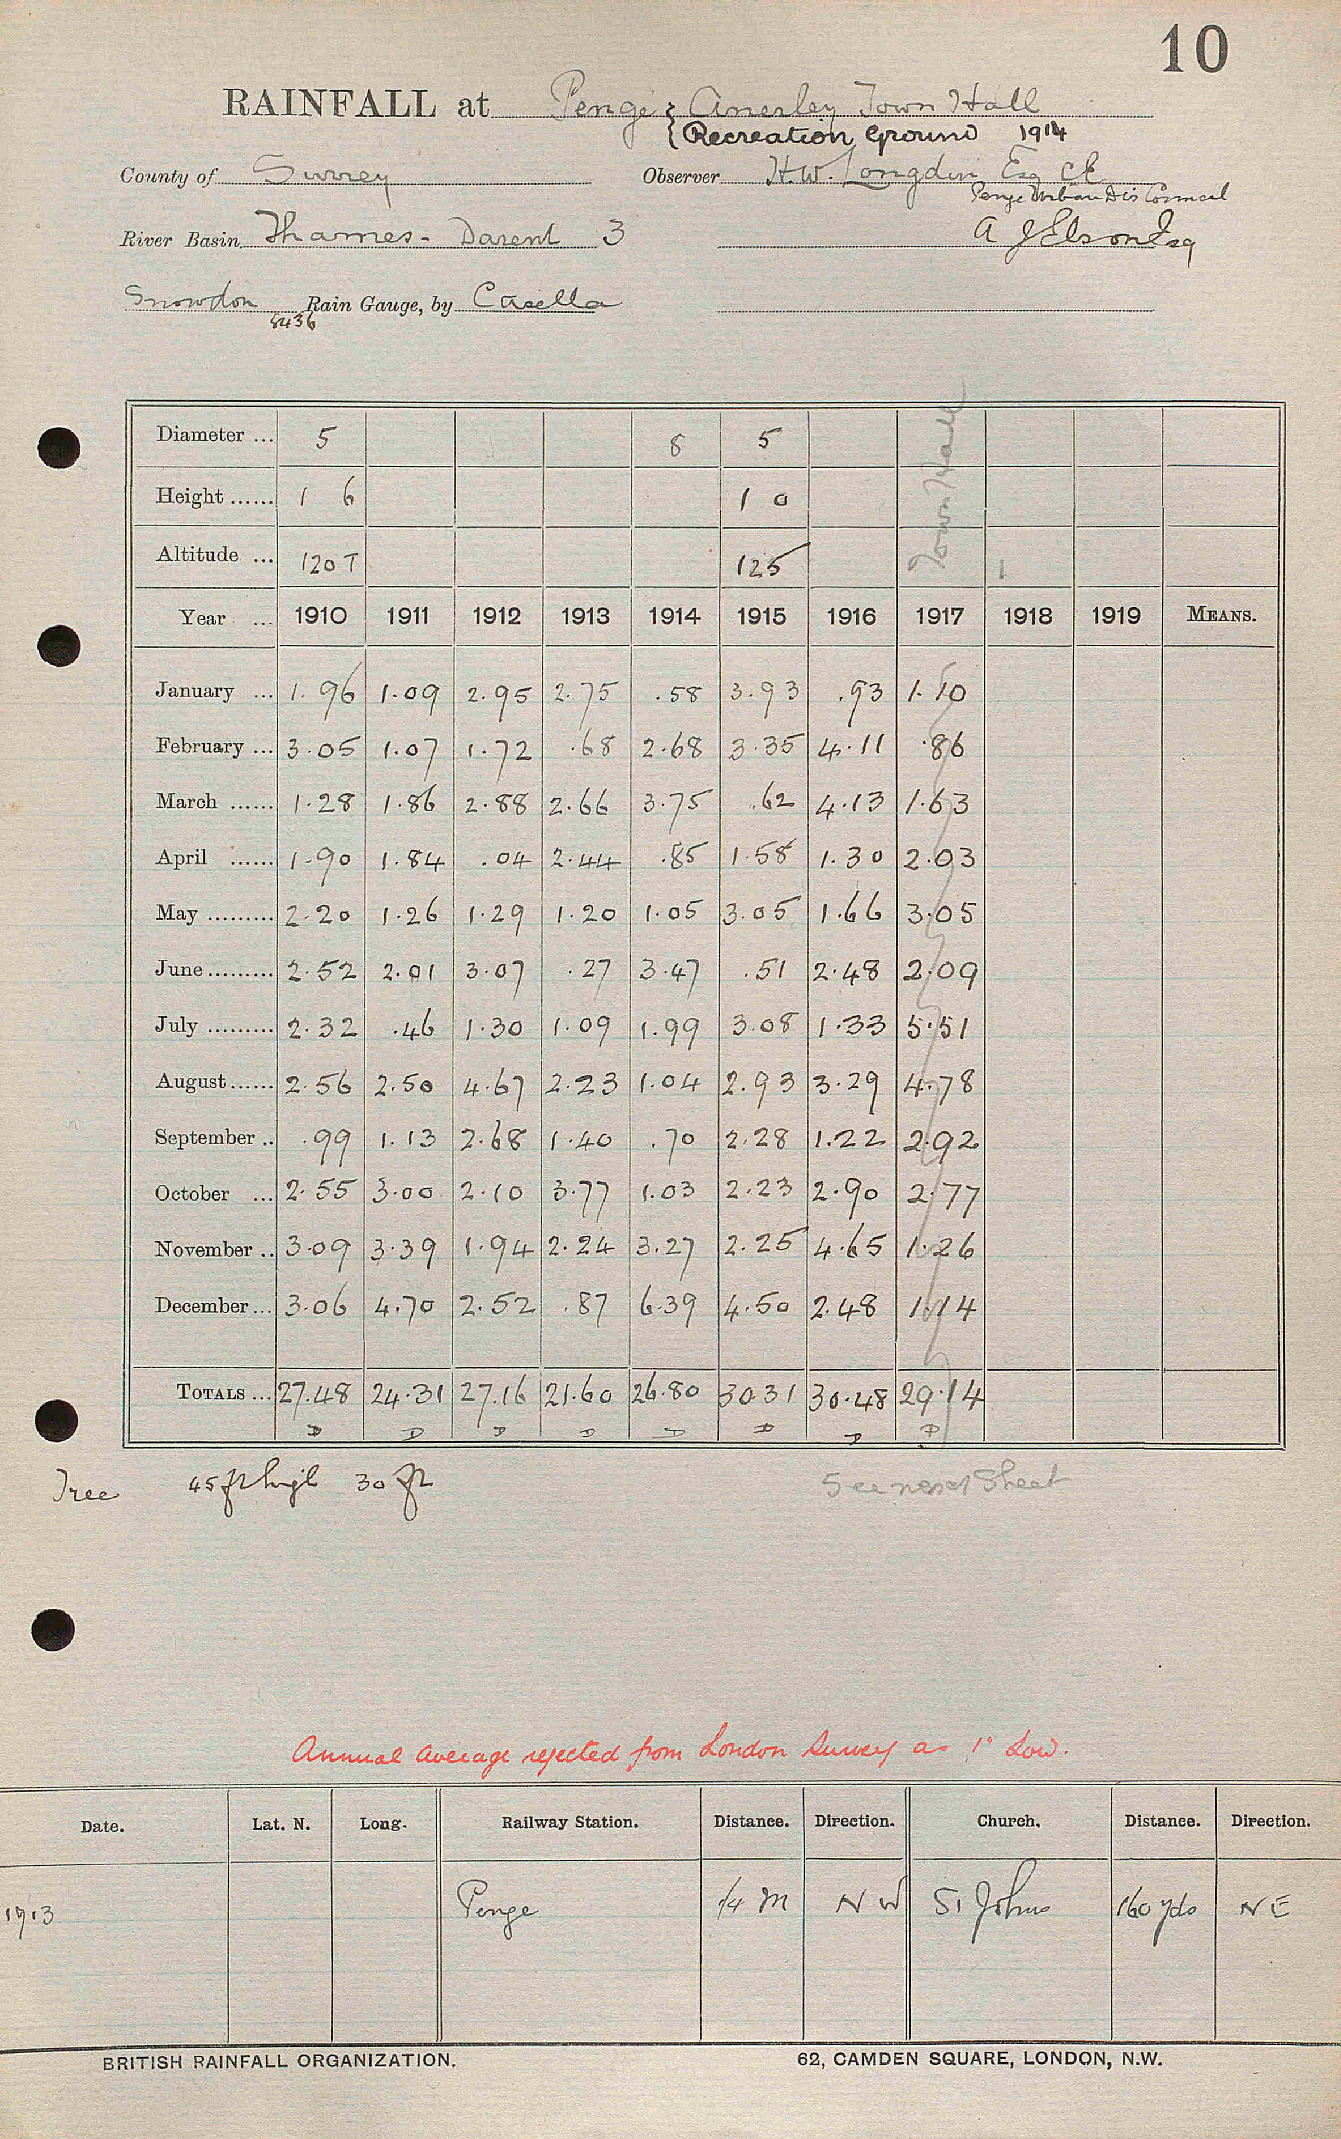 10
RAINFALL at Penge { Anerley Town Hall
{ Recreation Ground 1914
County of Surrey Observer H.W. Longdin Esq CE
Penge Urban Dis Council
River Basin Thames - Darent 3 A J Elson Esq
Snowdon Rain Gauge, by Casella
8436
Town Hall
Diameter ... 5 8 5
Height ...... 1 6 1 0
Altitude ... 120 T 125
Year ... 1910 1911 1912 1913 1914 1915 1916 1917 1918 1919 MEANS.
January ... 1.96 1.09 2.95 2.75 .58 3.93 .93 1.10
February ... 3.05 1.07 1.72 .68 2.68 3.35 4.11 .86
March ...... 1.28 1.86 2.88 2.66 3.75 .62 4.13 1.63
April ...... 1.90 1.84 .04 2.44 .85 1.58 1.30 2.03
May ......... 2.20 1.26 1.29 1.20 1.05 3.05 1.66 3.05
June ......... 2.52 2.01 3.07 .27 3.47 .51 2.48 2.09
July ......... 2.32 .46 1.30 1.09 1.99 3.08 1.33 5.51
August ...... 2.56 2.50 4.67 2.23 1.04 2.93 3.29 4.78
September .. .99 1.13 2.68 1.40 .70 2.28 1.22 2.92
October ... 2.55 3.00 2.10 3.77 1.03 2.23 2.90 2.77
November .. 3.09 3.39 1.94 2.24 3.27 2.25 4.65 1.26
December ... 3.06 4.70 2.52 .87 6.39 4.50 2.48 1.14
TOTALS ... 27.48 24.31 27.16 21.60 26.80 30.31 30.48 29.14
D D D D D D D D
Tree 45 ft high 30 ft See next Sheet
Annual average rejected from London Survey as 1" Low.
Date. Lat. N. Long. Railway Station. Distance. Direction. Church. Distance. Direction.
1913 Penge 1/4 M N W St Johns 160 yds N E
BRITISH RAINFALL ORGANIZATION. 62, CAMDEN SQUARE, LONDON, N.W.